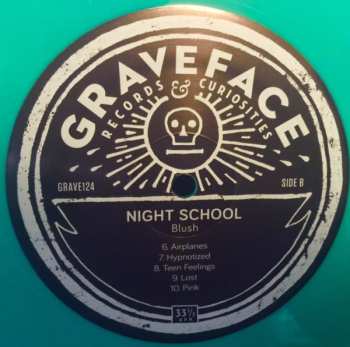 GRAVEFACE
RECORDS & CURIOSITIES
GRAVE124
SIDE B
NIGHT SCHOOL
Blush
6. Airplanes
7. Hypnotized
8. Teen Feelings
9. Lost
10. Pink
33⅓
RPM